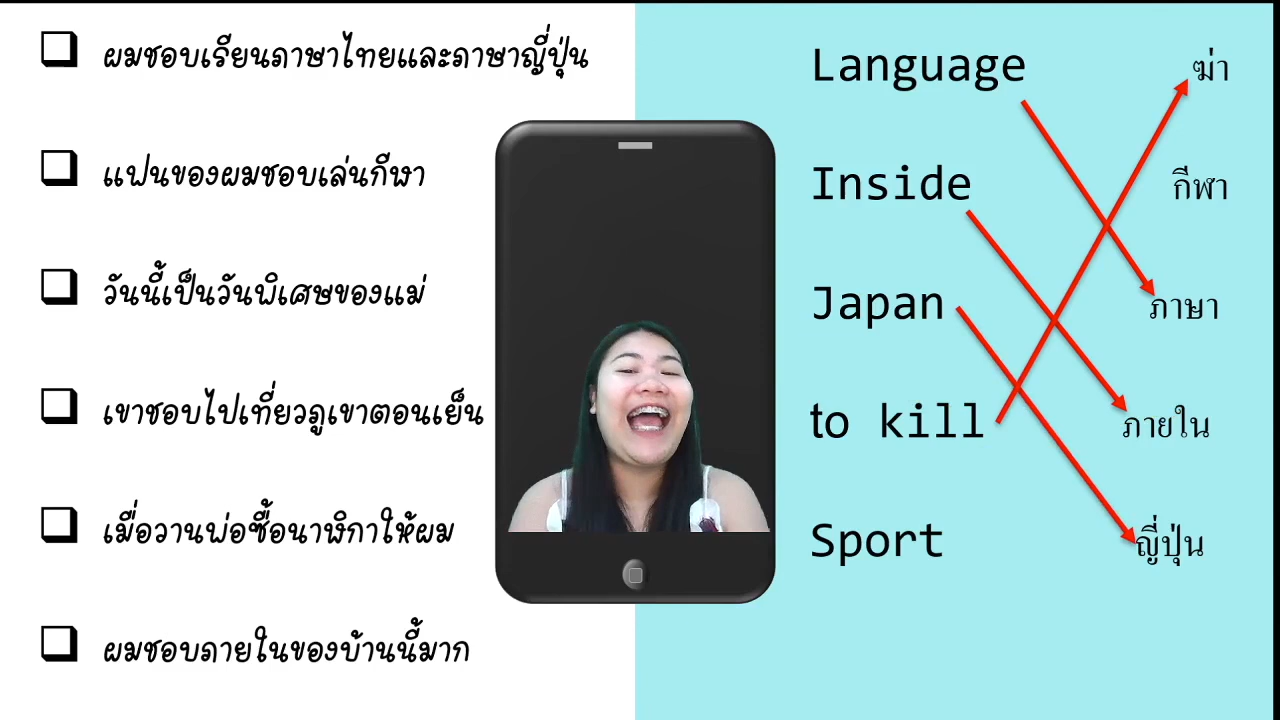 ผมชอบเรียนภาษาไทยและภาษาญี่ปุ่น
แฟนของผมชอบเล่นกีฬา
วันนี้เป็นวันพิเศษของแม่
เขาชอบไปเที่ยวภูเขาตอนเย็น
เมื่อวานพ่อซื้อนาฬิกาให้ผม
ผมชอบภายในของบ้านนี้มาก
Language
Inside
Japan
to kill
Sport
ฆ่า
กีฬา
ภาษา
ภายใน
ญี่ปุ่น